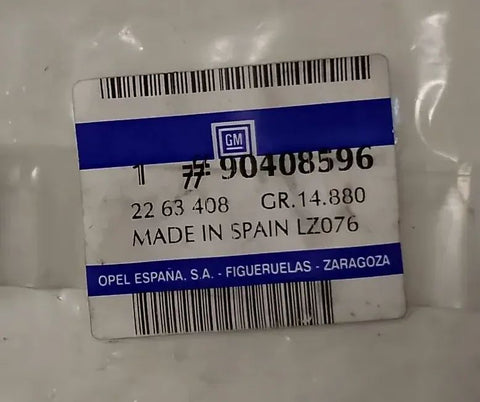 GM
1 90408596
22 63 408 GR.14.880
MADE IN SPAIN LZ076
OPEL ESPAÑA. S.A. - FIGUERUELAS - ZARAGOZA